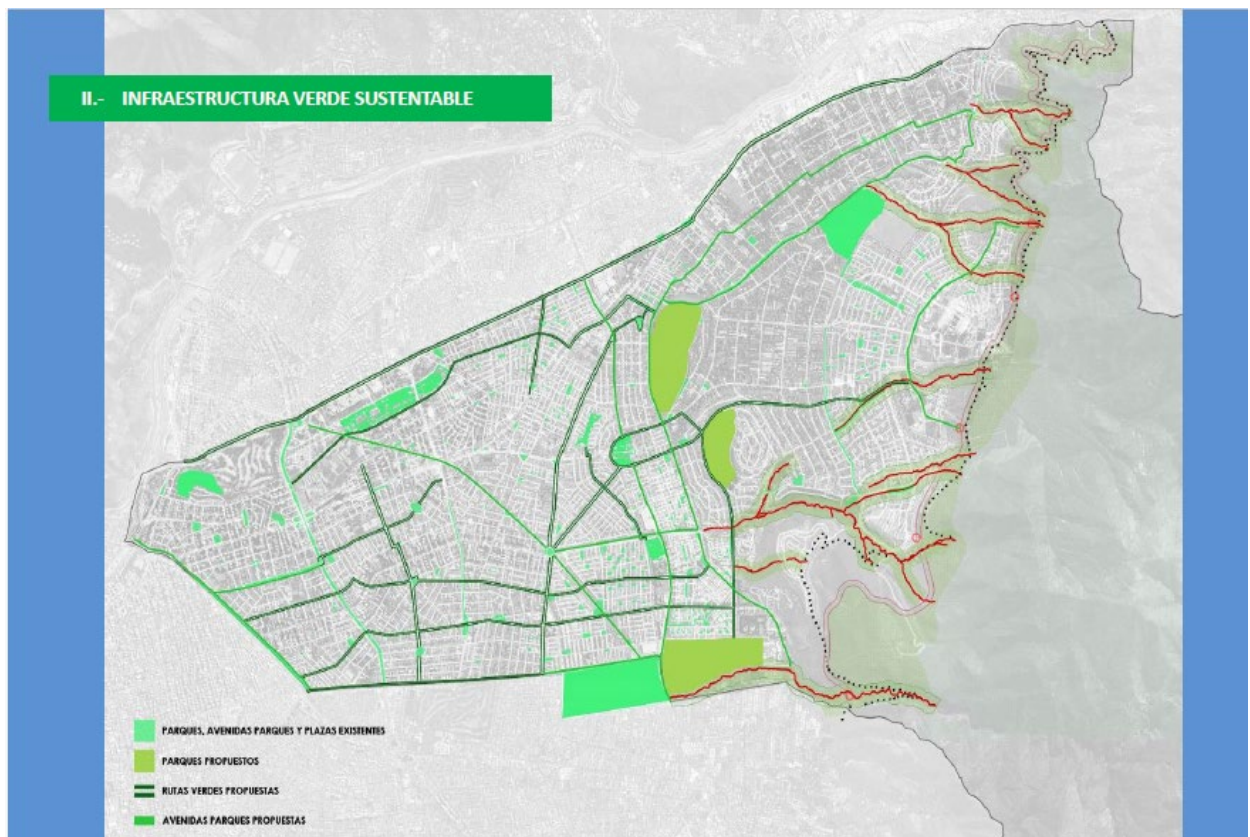 II.- INFRAESTRUCTURA VERDE SUSTENTABLE
PARQUES, AVENIDAS PARQUES Y PLAZAS EXISTENTES
PARQUES PROPUESTOS
RUTAS VERDES PROPUESTAS
AVENIDAS PARQUES PROPUESTAS